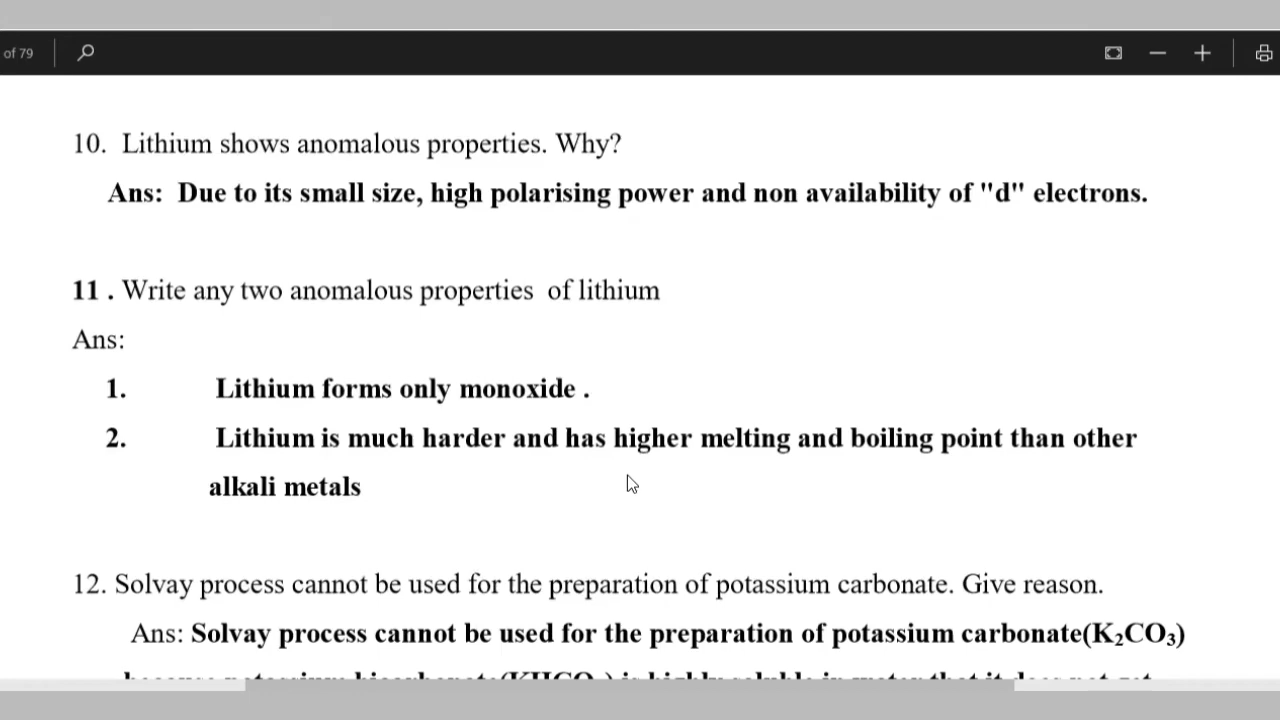 of 79
10. Lithium shows anomalous properties. Why?
Ans: Due to its small size, high polarising power and non availability of "d" electrons.
11 . Write any two anomalous properties of lithium
Ans:
1. Lithium forms only monoxide .
2. Lithium is much harder and has higher melting and boiling point than other
alkali metals
12. Solvay process cannot be used for the preparation of potassium carbonate. Give reason.
Ans: Solvay process cannot be used for the preparation of potassium carbonate(K₂CO₃)